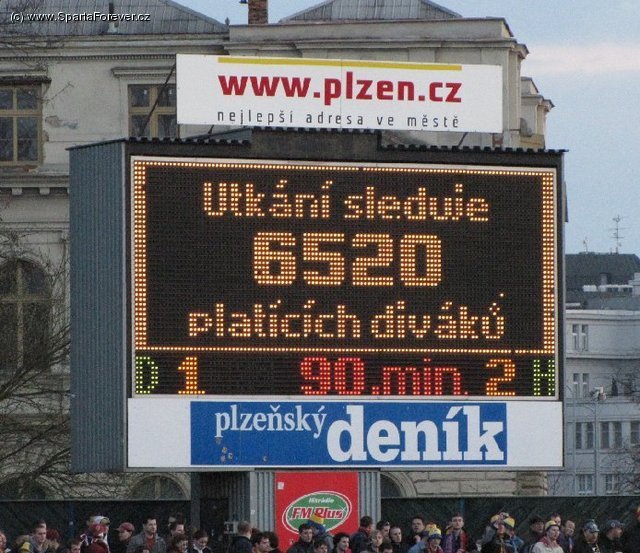 (c) www.SpartaForever.cz
www.plzen.cz
nejlepší adresa ve městě
Utkání sleduje
6520
platících diváků
D 1 90.min. 2 H
plzeňský deník
Hitrádio
FM Plus